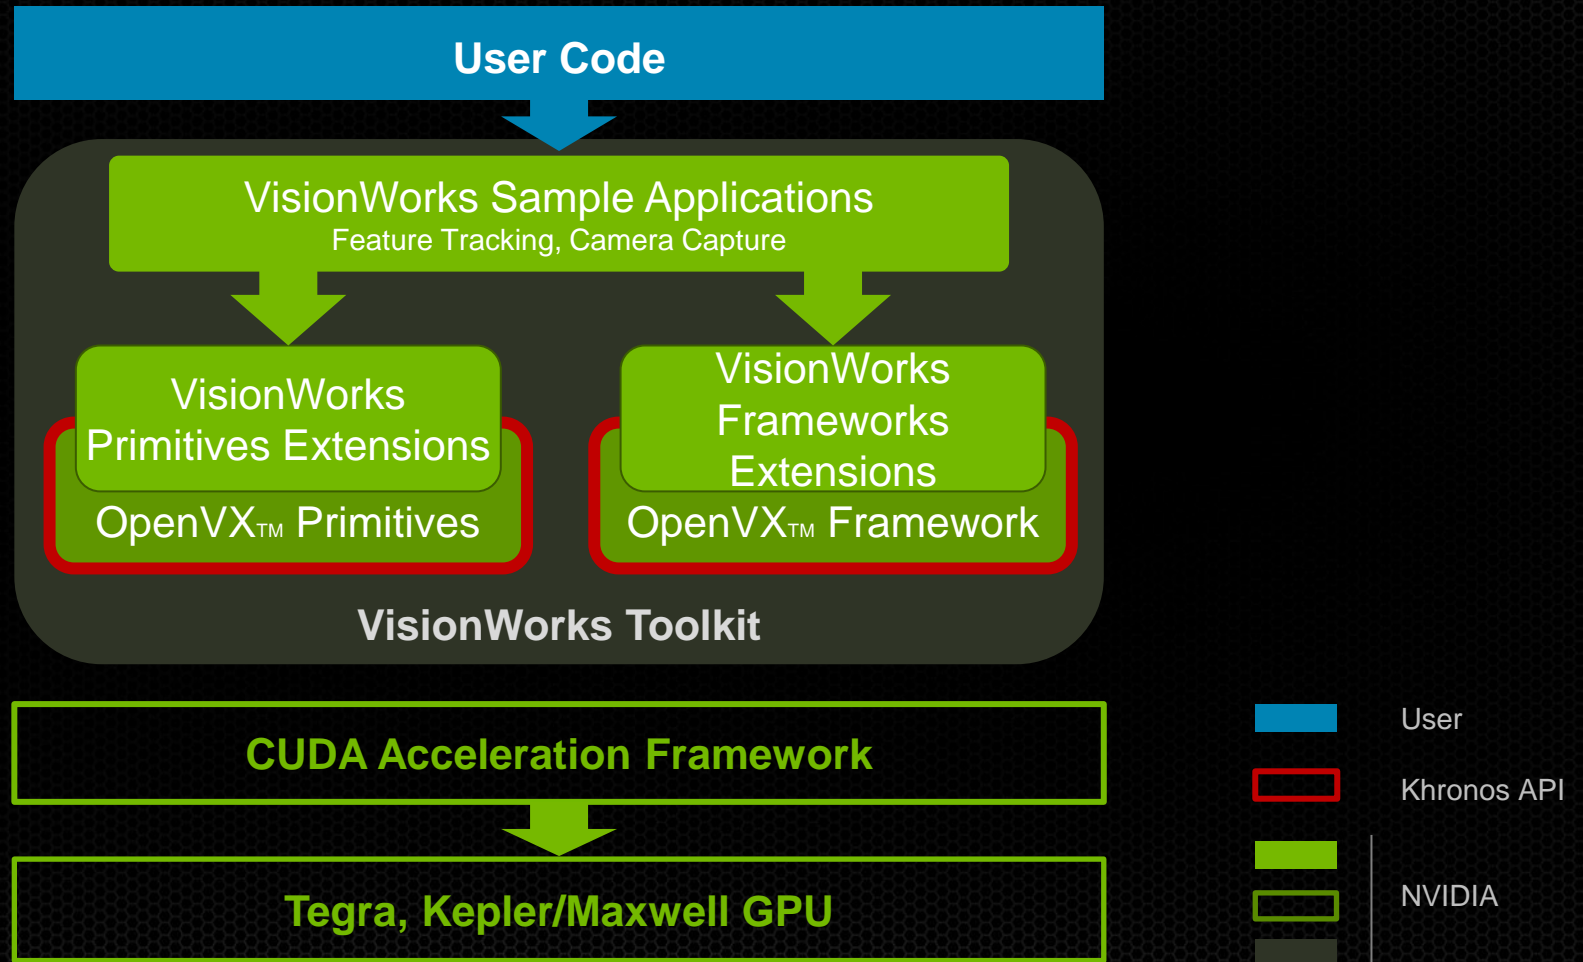 User Code
VisionWorks Sample Applications
Feature Tracking, Camera Capture
VisionWorks
Primitives Extensions
OpenVX™ Primitives
VisionWorks
Frameworks
Extensions
OpenVX™ Framework
VisionWorks Toolkit
CUDA Acceleration Framework
Tegra, Kepler/Maxwell GPU
User
Khronos API
NVIDIA